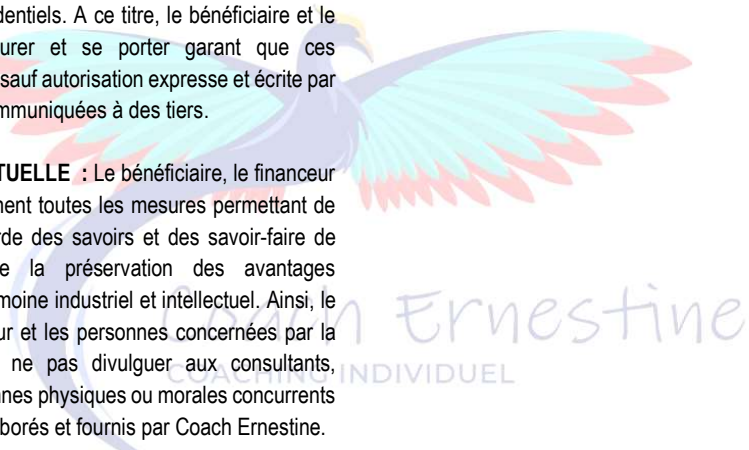 dentiels. A ce titre, le bénéficiaire et le
urer et se porter garant que ces
sauf autorisation expresse et écrite par
mmuniquées à des tiers.
TUELLE : Le bénéficiaire, le financeur
nent toutes les mesures permettant de
rde des savoirs et des savoir-faire de
e la préservation des avantages
moine industriel et intellectuel. Ainsi, le
ur et les personnes concernées par la
ne pas divulguer aux consultants,
nnes physiques ou morales concurrents
borés et fournis par Coach Ernestine.
Coach Ernestine
COACHING INDIVIDUEL